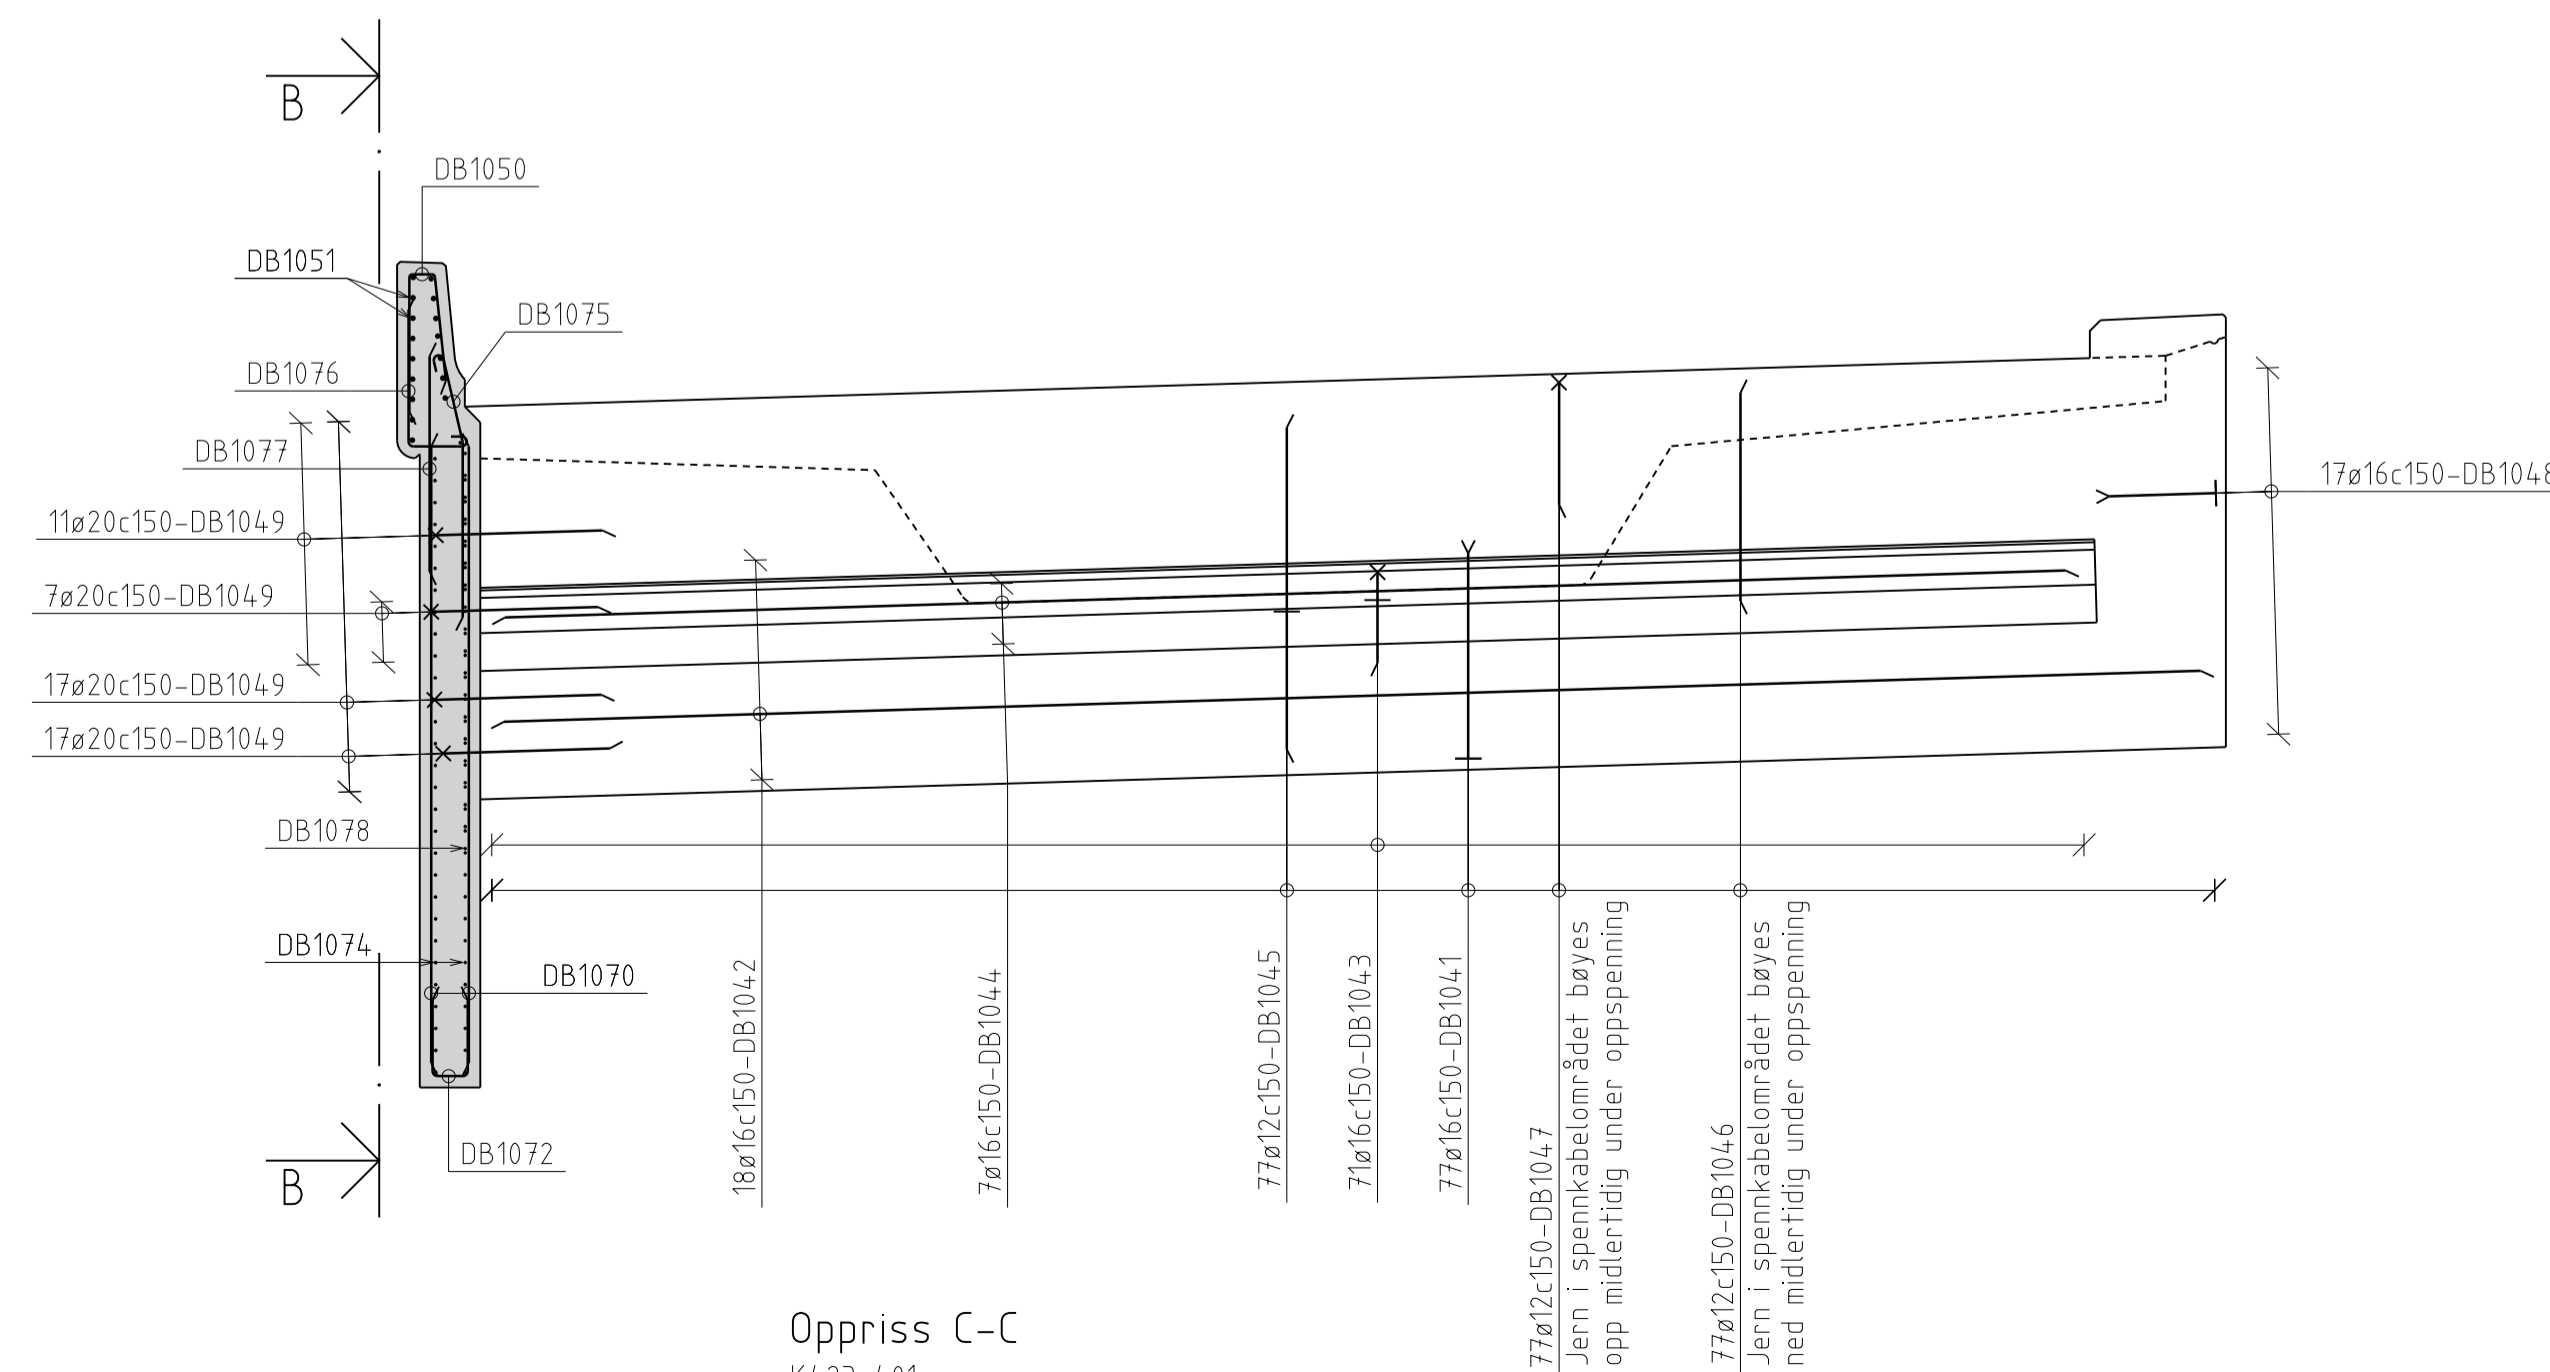 B
DB1050
DB1051
DB1075
DB1076
DB1077
17ø16c150-DB1048
11ø20c150-DB1049
7ø20c150-DB1049
17ø20c150-DB1049
17ø20c150-DB1049
DB1078
DB1074
DB1070
DB1072
B
18ø16c150-DB1042
7ø16c150-DB1044
77ø12c150-DB1045
71ø16c150-DB1043
77ø16c150-DB1041
77ø12c150-DB1047
Jern i spennkabelområdet bøyes
opp midlertidig under oppspenning
77ø12c150-DB1046
Jern i spennkabelområdet bøyes
ned midlertidig under oppspenning
Oppriss C-C